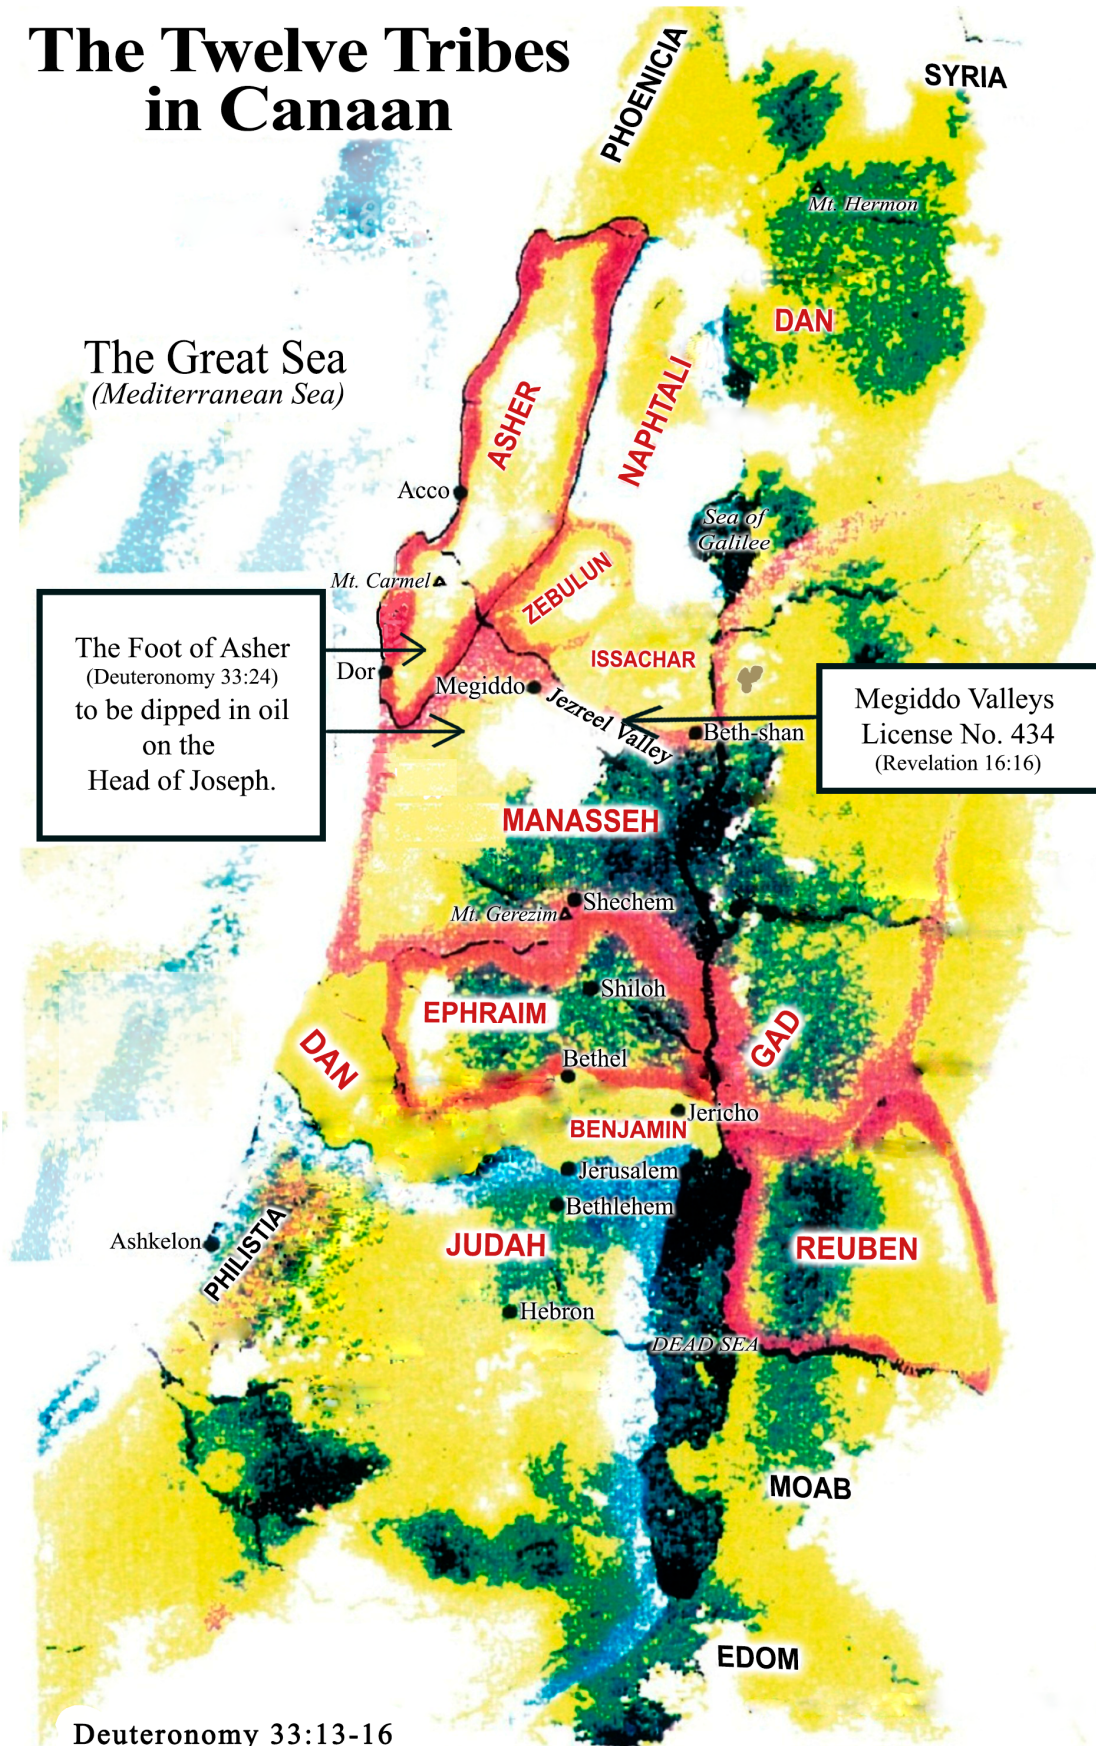 The Twelve Tribes
in Canaan
PHOENICIA
SYRIA
Mt. Hermon
DAN
The Great Sea
(Mediterranean Sea)
ASHER
NAPHTALI
Acco
Sea of
Galilee
Mt. Carmel
ZEBULUN
The Foot of Asher
(Deuteronomy 33:24)
to be dipped in oil
on the
Head of Joseph.
ISSACHAR
Dor
Megiddo
Jezreel Valley
Beth-shan
Megiddo Valleys
License No. 434
(Revelation 16:16)
MANASSEH
Shechem
Mt. Gerezim
Shiloh
EPHRAIM
GAD
DAN
Bethel
Jericho
BENJAMIN
Jerusalem
Bethlehem
Ashkelon
PHILISTIA
JUDAH
REUBEN
Hebron
DEAD SEA
MOAB
EDOM
Deuteronomy 33:13-16